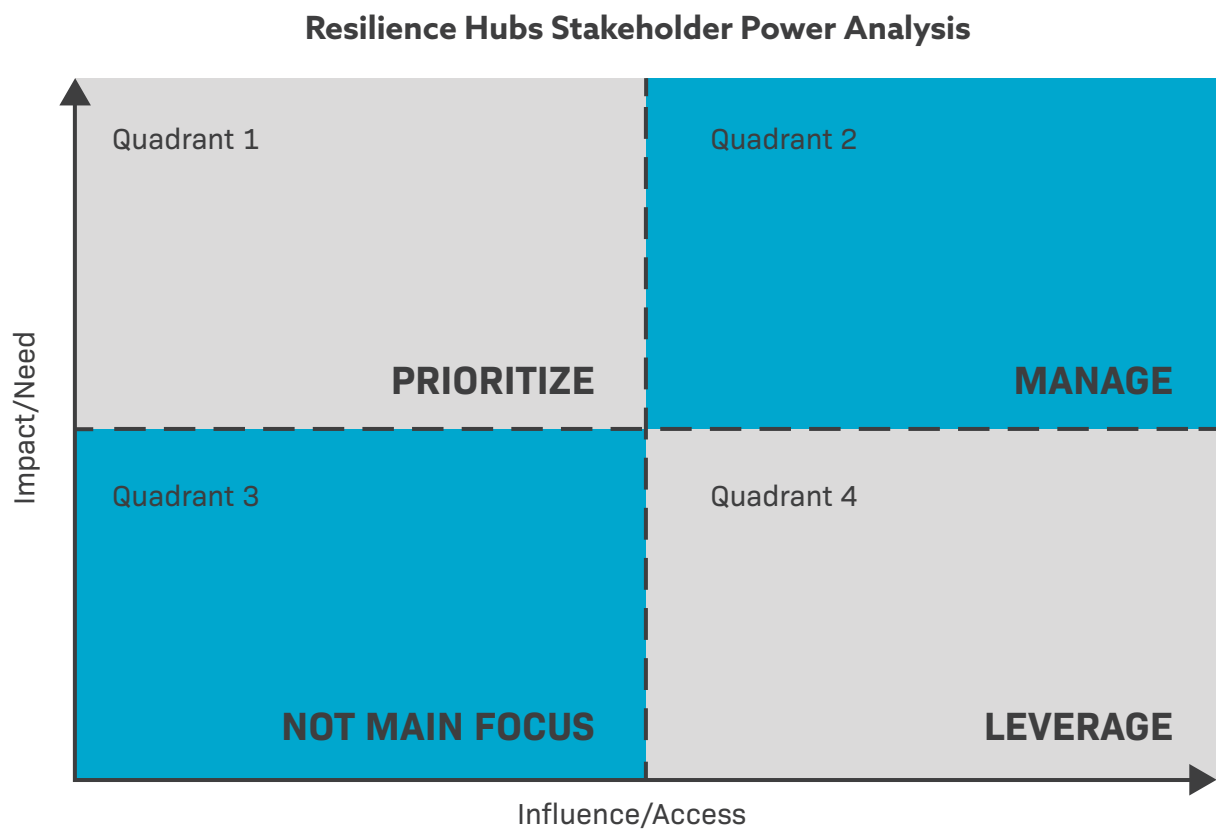 Resilience Hubs Stakeholder Power Analysis
Quadrant 1
Quadrant 2
PRIORITIZE
MANAGE
Impact/Need
Quadrant 3
Quadrant 4
NOT MAIN FOCUS
LEVERAGE
Influence/Access